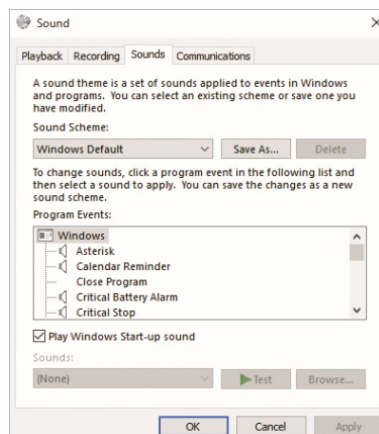 Sound
Playback Recording Sounds Communications
A sound theme is a set of sounds applied to events in Windows
and programs. You can select an existing scheme or save one you
have modified.
Sound Scheme:
Windows Default Save As... Delete
To change sounds, click a program event in the following list and
then select a sound to apply. You can save the changes as a new
sound scheme.
Program Events:
Windows
Asterisk
Calendar Reminder
Close Program
Critical Battery Alarm
Critical Stop
Play Windows Start-up sound
Sounds:
(None) Test Browse...
OK Cancel Apply